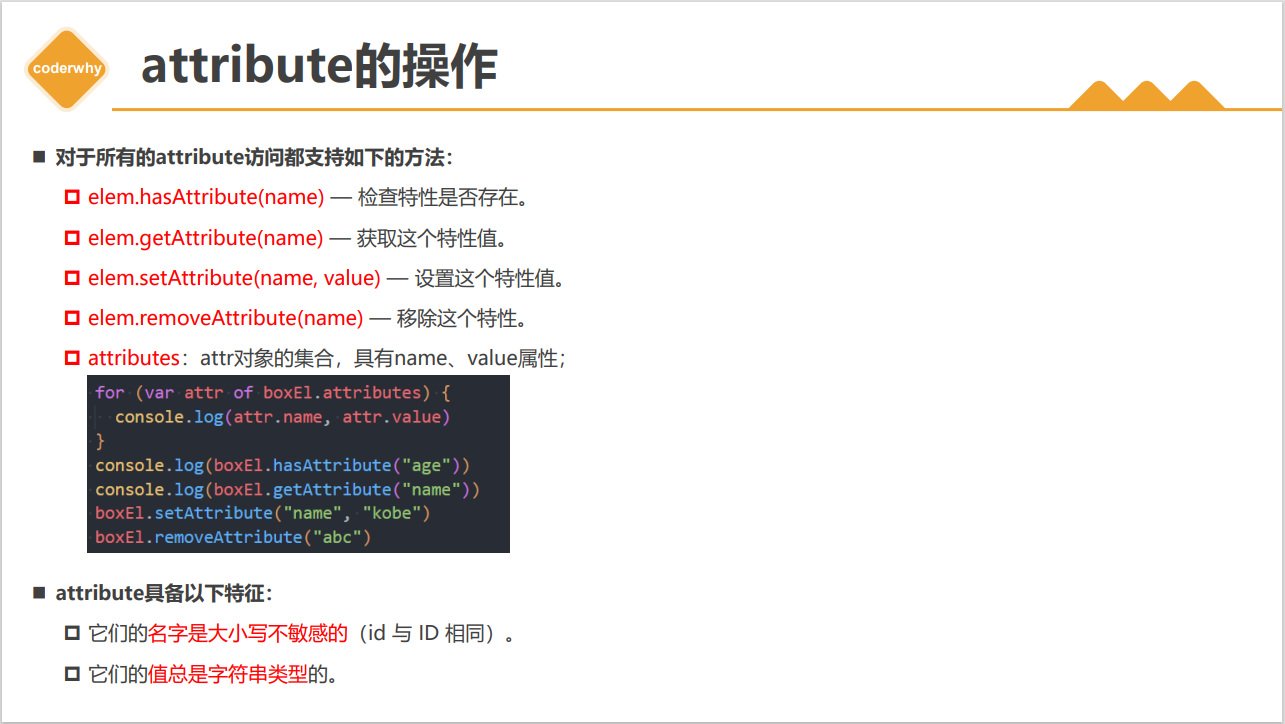 coderwhy
attribute的操作
对于所有的attribute访问都支持如下的方法：
elem.hasAttribute(name) — 检查特性是否存在。
elem.getAttribute(name) — 获取这个特性值。
elem.setAttribute(name, value) — 设置这个特性值。
elem.removeAttribute(name) — 移除这个特性。
attributes：attr对象的集合，具有name、value属性；
for (var attr of boxEl.attributes) {
  console.log(attr.name, attr.value)
}
console.log(boxEl.hasAttribute("age"))
console.log(boxEl.getAttribute("name"))
boxEl.setAttribute("name", "kobe")
boxEl.removeAttribute("abc")
attribute具备以下特征：
它们的名字是大小写不敏感的（id 与 ID 相同）。
它们的值总是字符串类型的。